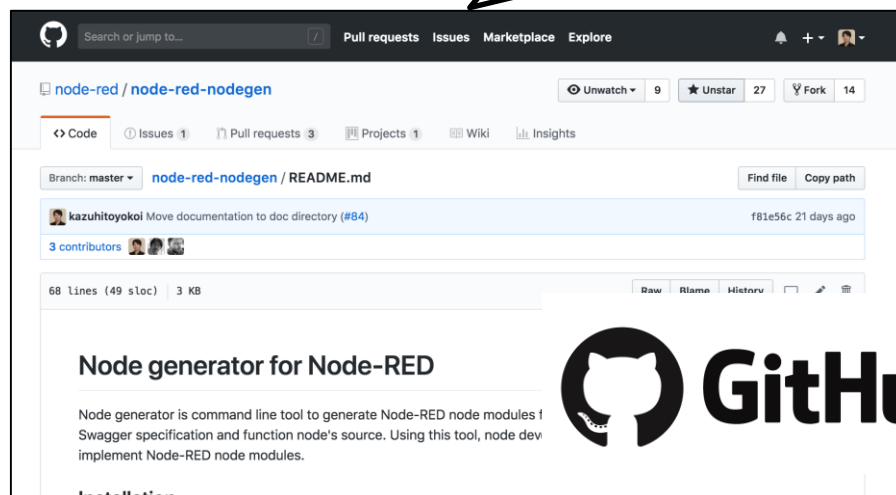 Search or jump to... / Pull requests Issues Marketplace Explore
node-red / node-red-nodegen Unwatch 9 Unstar 27 Fork 14
Code Issues 1 Pull requests 3 Projects 1 Wiki Insights
Branch: master node-red-nodegen / README.md Find file Copy path
kazuhitoyokoi Move documentation to doc directory (#84) f81e56c 21 days ago
3 contributors
68 lines (49 sloc) 3 KB Raw Blame History
Node generator for Node-RED
Node generator is command line tool to generate Node-RED node modules
Swagger specification and function node's source. Using this tool, node
implement Node-RED node modules.
Installation